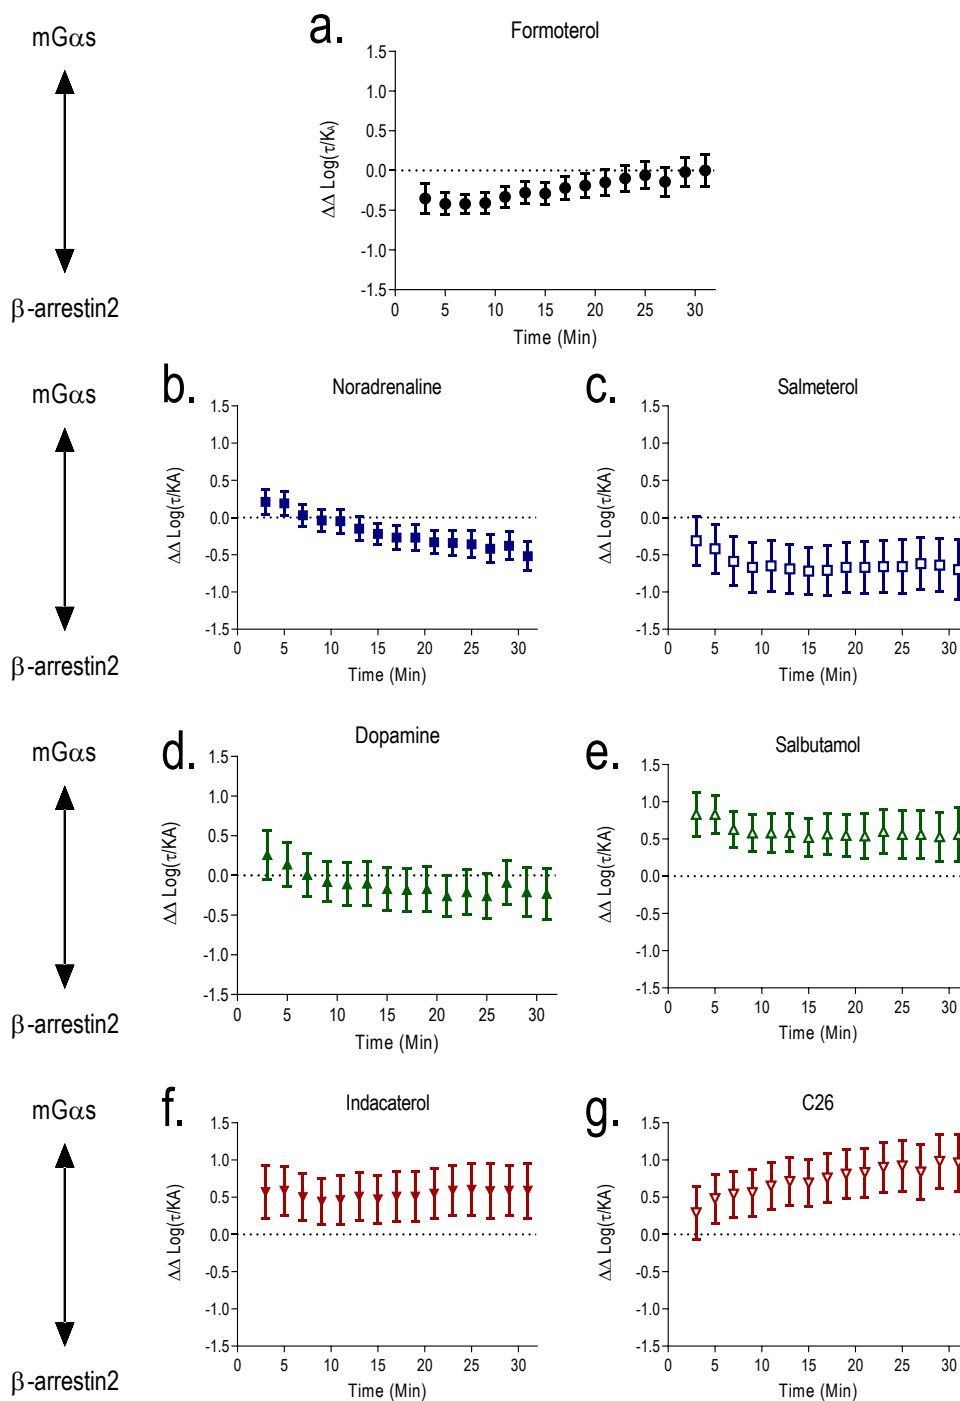 mGαs
β-arrestin2
a.
Formoterol
ΔΔ Log(τ/KA)
1.5
1.0
0.5
0.0
-0.5
-1.0
-1.5
0 5 10 15 20 25 30
Time (Min)
mGαs
β-arrestin2
b.
Noradrenaline
ΔΔ Log(τ/KA)
1.5
1.0
0.5
0.0
-0.5
-1.0
-1.5
0 5 10 15 20 25 30
Time (Min)
c.
Salmeterol
ΔΔ Log(τ/KA)
1.5
1.0
0.5
0.0
-0.5
-1.0
-1.5
0 5 10 15 20 25 30
Time (Min)
mGαs
β-arrestin2
d.
Dopamine
ΔΔ Log(τ/KA)
1.5
1.0
0.5
0.0
-0.5
-1.0
-1.5
0 5 10 15 20 25 30
Time (Min)
e.
Salbutamol
ΔΔ Log(τ/KA)
1.5
1.0
0.5
0.0
-0.5
-1.0
-1.5
0 5 10 15 20 25 30
Time (Min)
mGαs
β-arrestin2
f.
Indacaterol
ΔΔ Log(τ/KA)
1.5
1.0
0.5
0.0
-0.5
-1.0
-1.5
0 5 10 15 20 25 30
Time (Min)
g.
C26
ΔΔ Log(τ/KA)
1.5
1.0
0.5
0.0
-0.5
-1.0
-1.5
0 5 10 15 20 25 30
Time (Min)